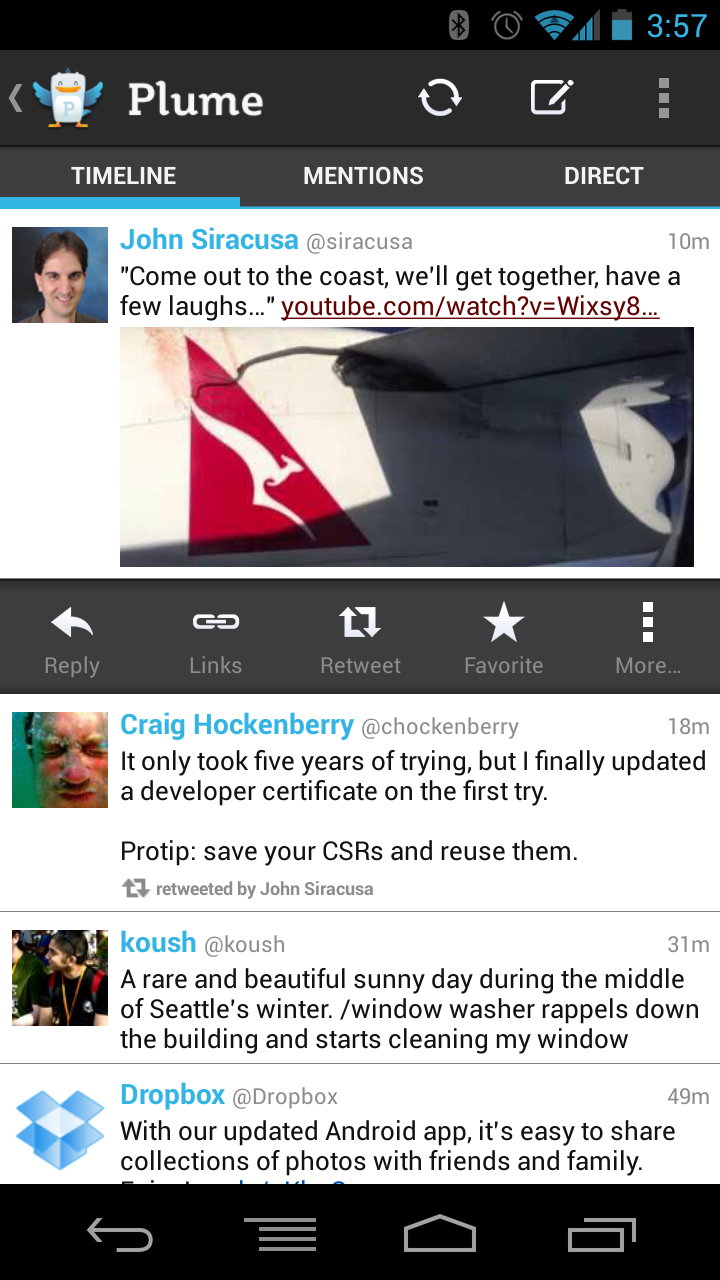 3:57
Plume
TIMELINE MENTIONS DIRECT
John Siracusa @siracusa 10m
"Come out to the coast, we'll get together, have a
few laughs…" youtube.com/watch?v=Wixsy8…
Reply Links Retweet Favorite More…
Craig Hockenberry @chockenberry 18m
It only took five years of trying, but I finally updated
a developer certificate on the first try.
Protip: save your CSRs and reuse them.
retweeted by John Siracusa
koush @koush 31m
A rare and beautiful sunny day during the middle
of Seattle's winter. /window washer rappels down
the building and starts cleaning my window
Dropbox @Dropbox 49m
With our updated Android app, it's easy to share
collections of photos with friends and family.